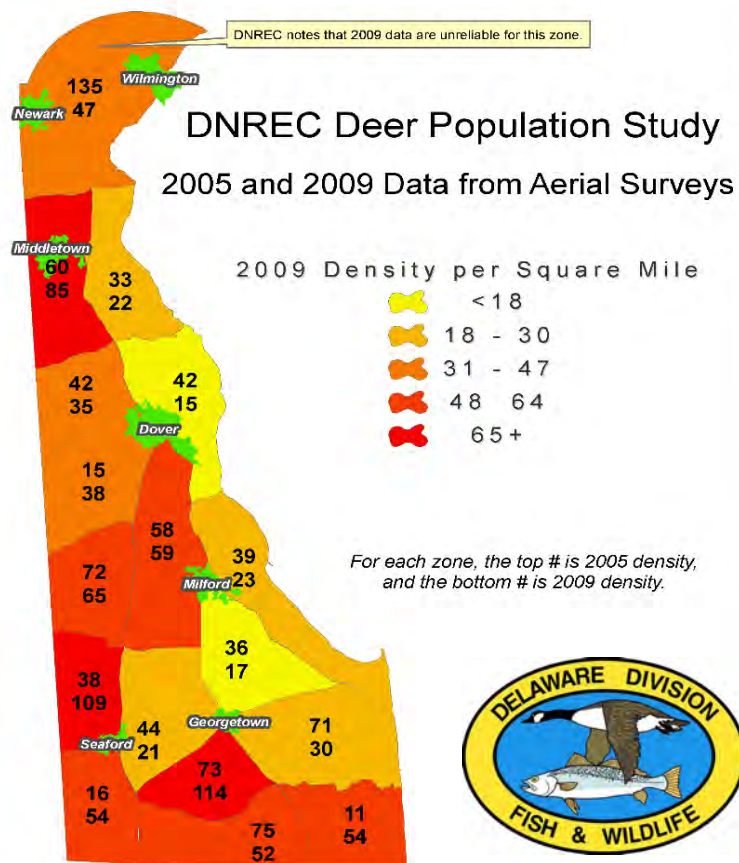 DNREC notes that 2009 data are unreliable for this zone.
Wilmington
135
47
Newark
DNREC Deer Population Study
2005 and 2009 Data from Aerial Surveys
Middletown
60
85
33
22
2009 Density per Square Mile
<18
18 - 30
31 - 47
48 64
65+
42
35
42
15
Dover
15
38
58
59
39
23
For each zone, the top # is 2005 density,
and the bottom # is 2009 density.
72
65
Milford
36
17
38
109
44
21
Georgetown
71
30
Seaford
73
114
16
54
75
52
11
54
DELAWARE DIVISION
FISH & WILDLIFE